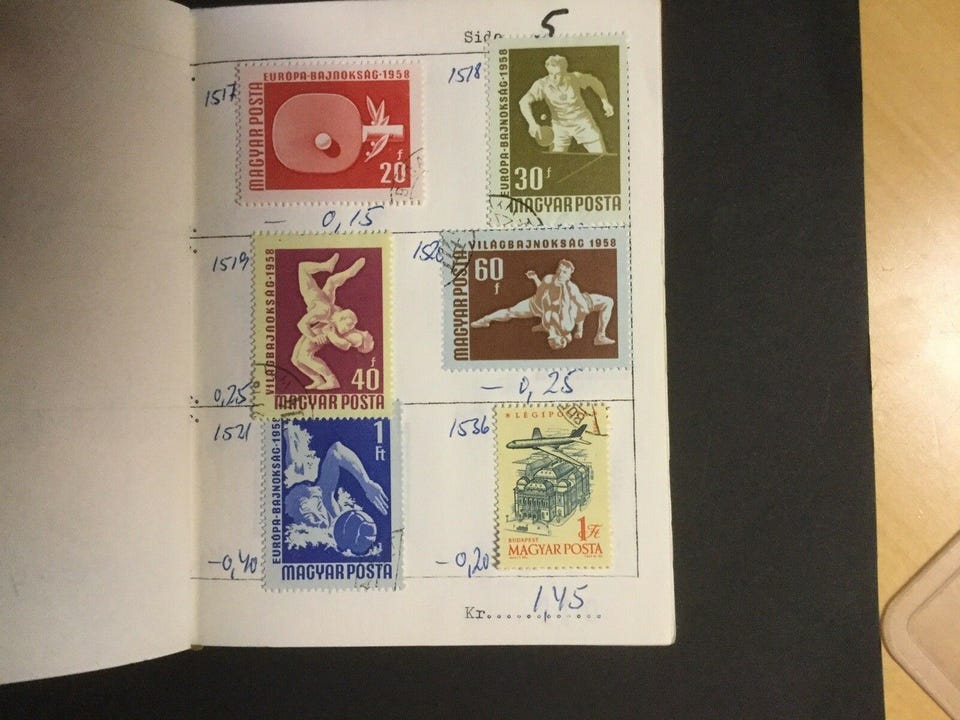 Side 5
1517
EURÓPA-BAJNOKSÁG·1958
MAGYAR POSTA
20 f
- 0,15
1518
EURÓPA-BAJNOKSÁG·1958
30 f
MAGYAR POSTA
1519
VILÁGBAJNOKSÁG·1958
40 f
MAGYAR POSTA
0,25
VILÁGBAJNOKSÁG 1958
MAGYAR POSTA
60 f
- 0,25
1521
EURÓPA-BAJNOKSÁG·1958
1 Ft
MAGYAR POSTA
-0,40
1536
1 Ft
BUDAPEST
MAGYAR POSTA
-0,20
Kr. 1,45